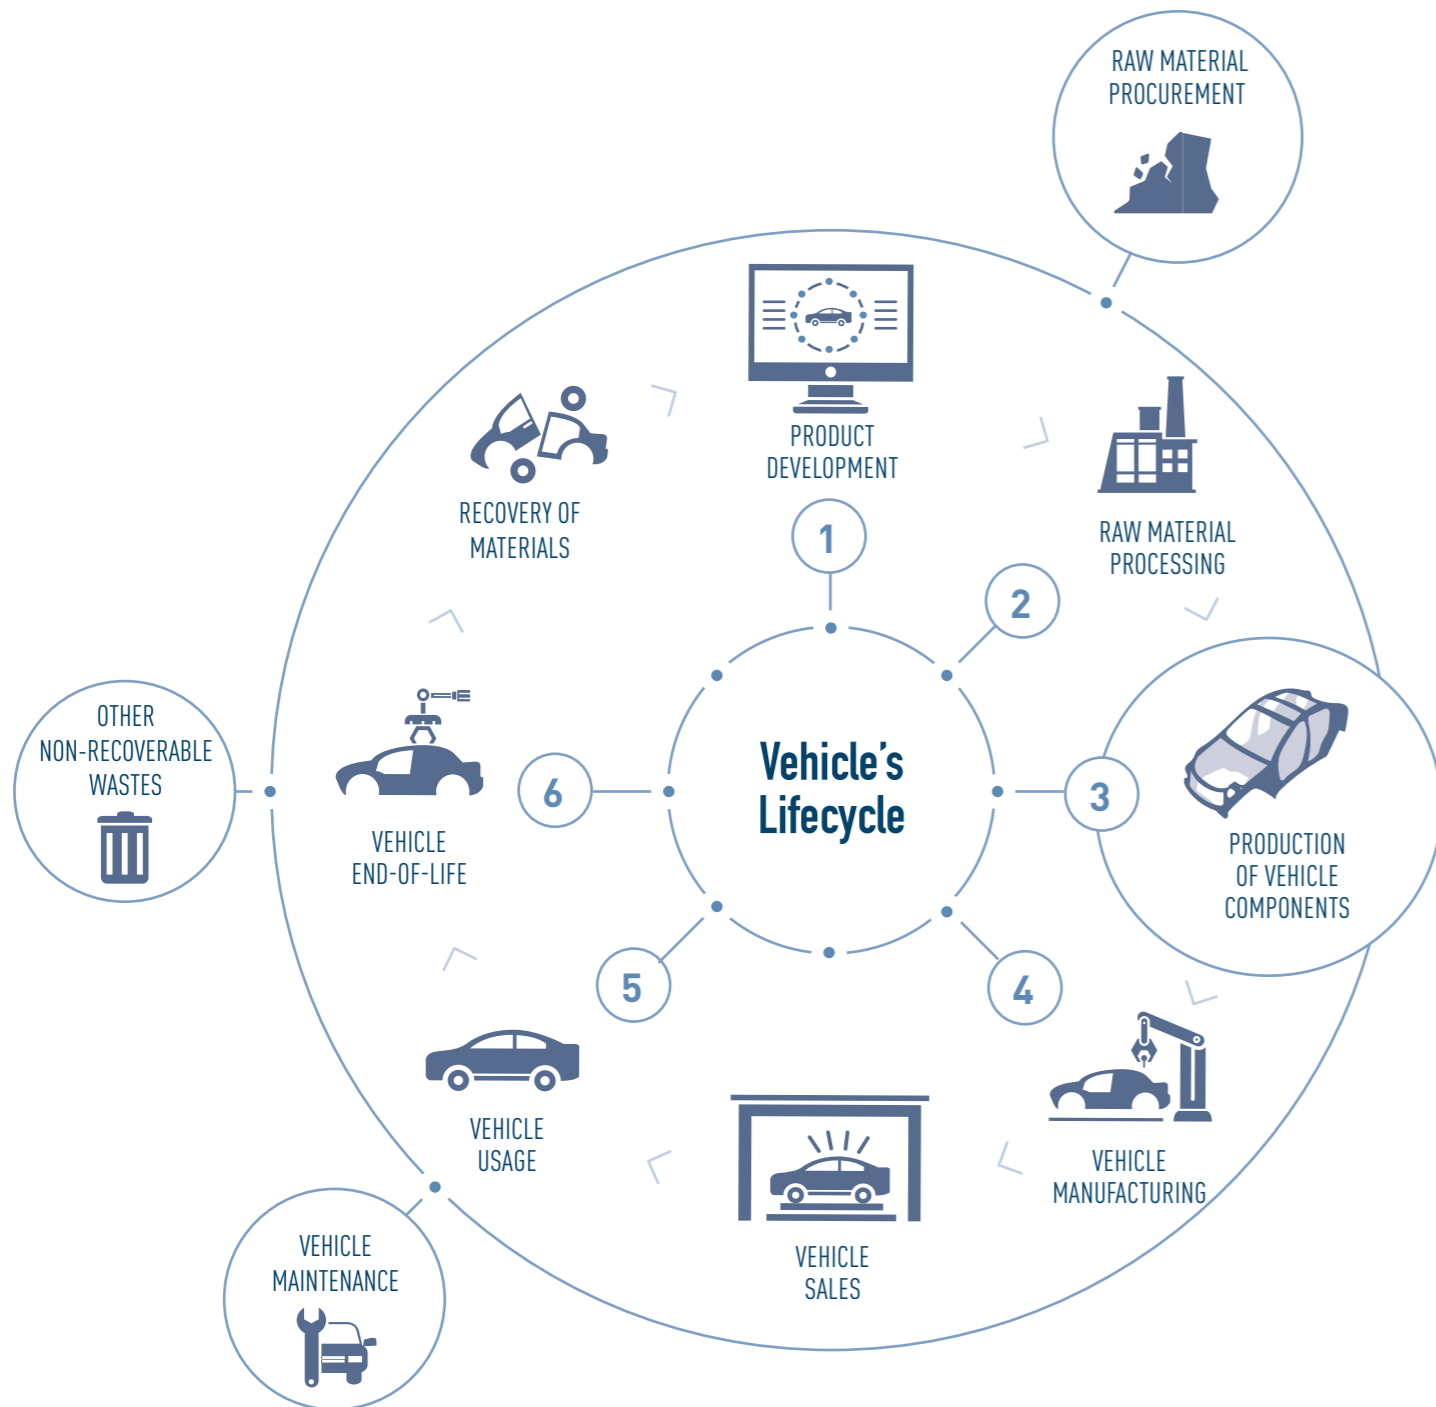 RAW MATERIAL
PROCUREMENT
PRODUCT
DEVELOPMENT
1
RAW MATERIAL
PROCESSING
2
PRODUCTION
OF VEHICLE
COMPONENTS
3
VEHICLE
MANUFACTURING
4
VEHICLE
SALES
VEHICLE
USAGE
5
VEHICLE
MAINTENANCE
VEHICLE
END-OF-LIFE
6
OTHER
NON-RECOVERABLE
WASTES
RECOVERY OF
MATERIALS
Vehicle's
Lifecycle